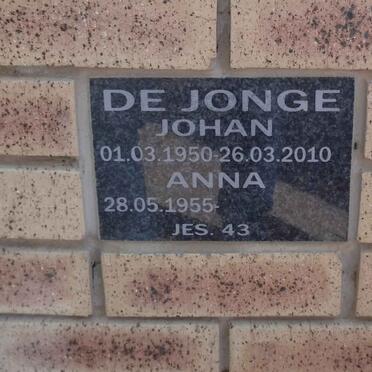 DE JONGE
JOHAN
01.03.1950-26.03.2010
ANNA
28.05.1955-
JES. 43